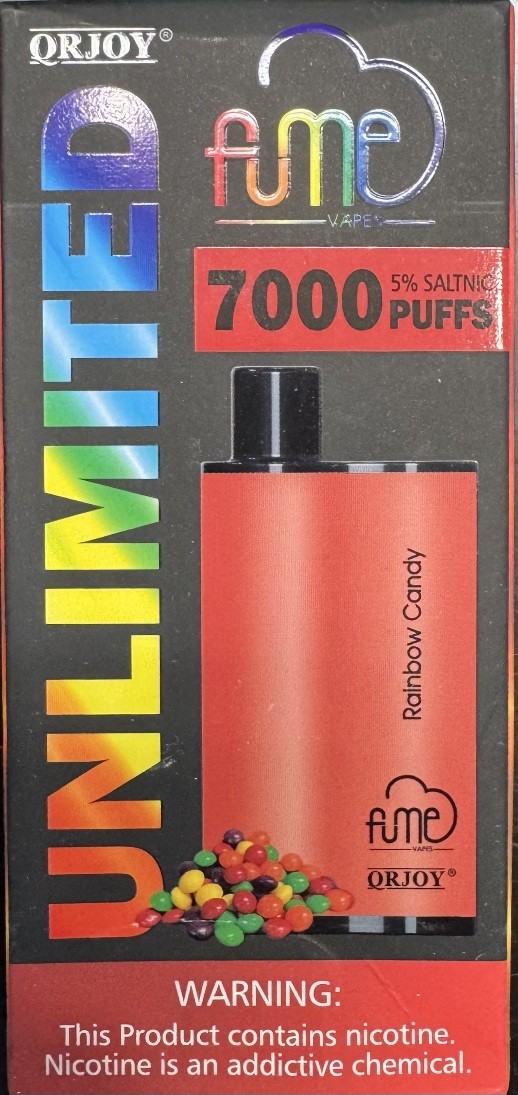 QRJOY®
UNLIMITED
fume
VAPES
7000 5% SALTNIC
PUFFS
Rainbow Candy
fume
VAPES
QRJOY®
WARNING:
This Product contains nicotine.
Nicotine is an addictive chemical.